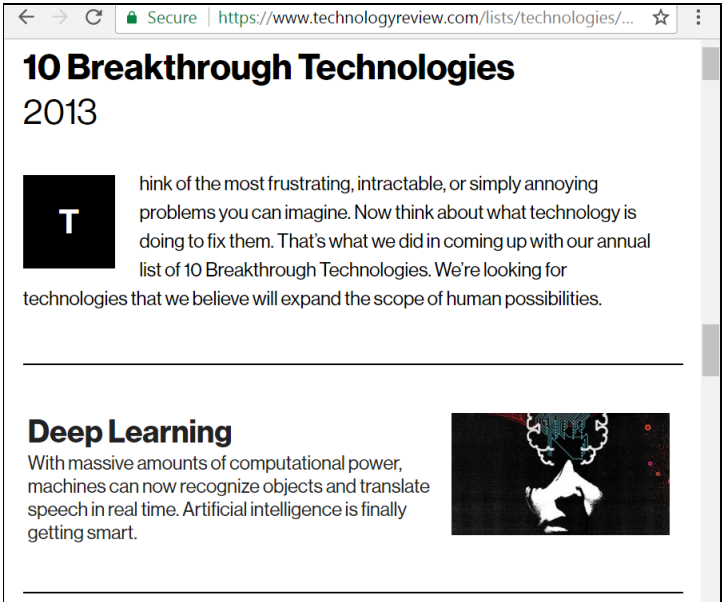 Secure https://www.technologyreview.com/lists/technologies/...
10 Breakthrough Technologies
2013
T
hink of the most frustrating, intractable, or simply annoying
problems you can imagine. Now think about what technology is
doing to fix them. That’s what we did in coming up with our annual
list of 10 Breakthrough Technologies. We’re looking for
technologies that we believe will expand the scope of human possibilities.
Deep Learning
With massive amounts of computational power,
machines can now recognize objects and translate
speech in real time. Artificial intelligence is finally
getting smart.